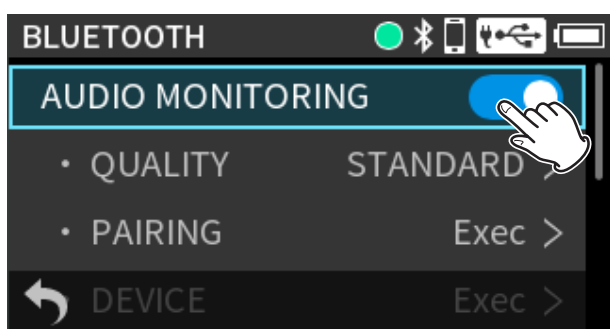 BLUETOOTH
AUDIO MONITORING
• QUALITY STANDARD >
• PAIRING Exec >
DEVICE Exec >